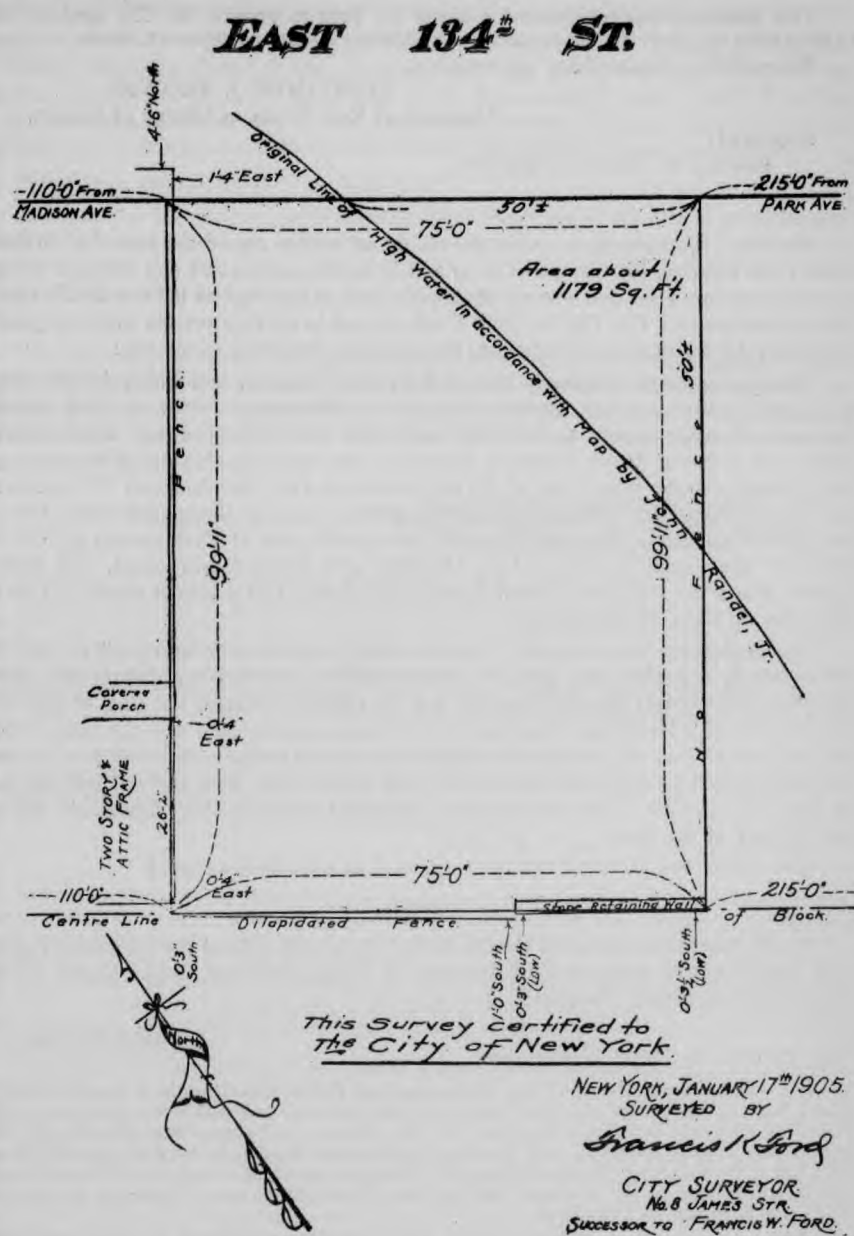 EAST 134th ST.
4'-6" North
1'-4" East
110'-0" From
MADISON AVE.
215'-0" From
PARK AVE.
50'±
75'-0"
Original Line of High Water in accordance with Map by John Randel, Jr.
Area about
1179 Sq. Ft.
50'±
Fence.
99'-11"
99'-11"
No Fence
Covered
Porch
0'-4"
East
TWO STORY &
ATTIC FRAME
26'-2"
0'-4"
East
75'-0"
110'-0"
215'-0"
Stone Retaining Wall
Centre Line Dilapidated Fence. of Block.
0'-3"
South
1'-0" South
0'-3" South
(LOW)
0'-3½" South
(LOW)
North
This Survey certified to
The City of New York.
NEW YORK, JANUARY 17th 1905.
SURVEYED BY
Francis K Ford
CITY SURVEYOR
No. 8 JAMES STR.
SUCCESSOR TO FRANCIS W. FORD.